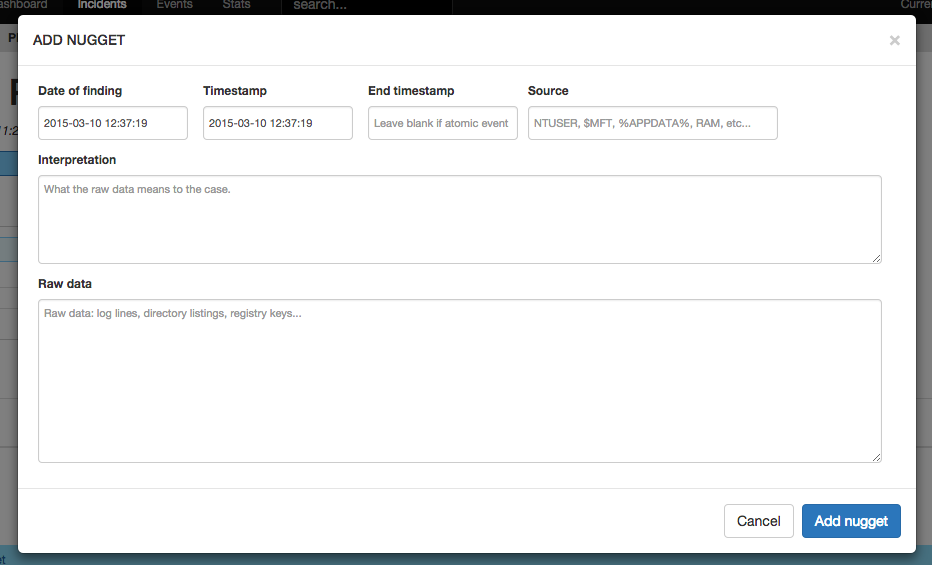 Incidents Events Stats search...
ADD NUGGET ×
Date of finding Timestamp End timestamp Source
2015-03-10 12:37:19 2015-03-10 12:37:19 Leave blank if atomic event NTUSER, $MFT, %APPDATA%, RAM, etc...
Interpretation
What the raw data means to the case.
Raw data
Raw data: log lines, directory listings, registry keys...
Cancel Add nugget